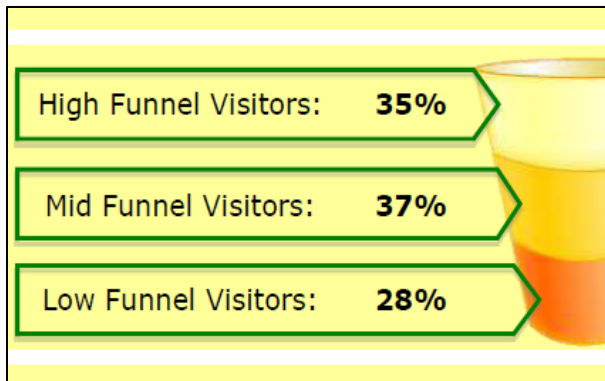 High Funnel Visitors: 35%
Mid Funnel Visitors: 37%
Low Funnel Visitors: 28%